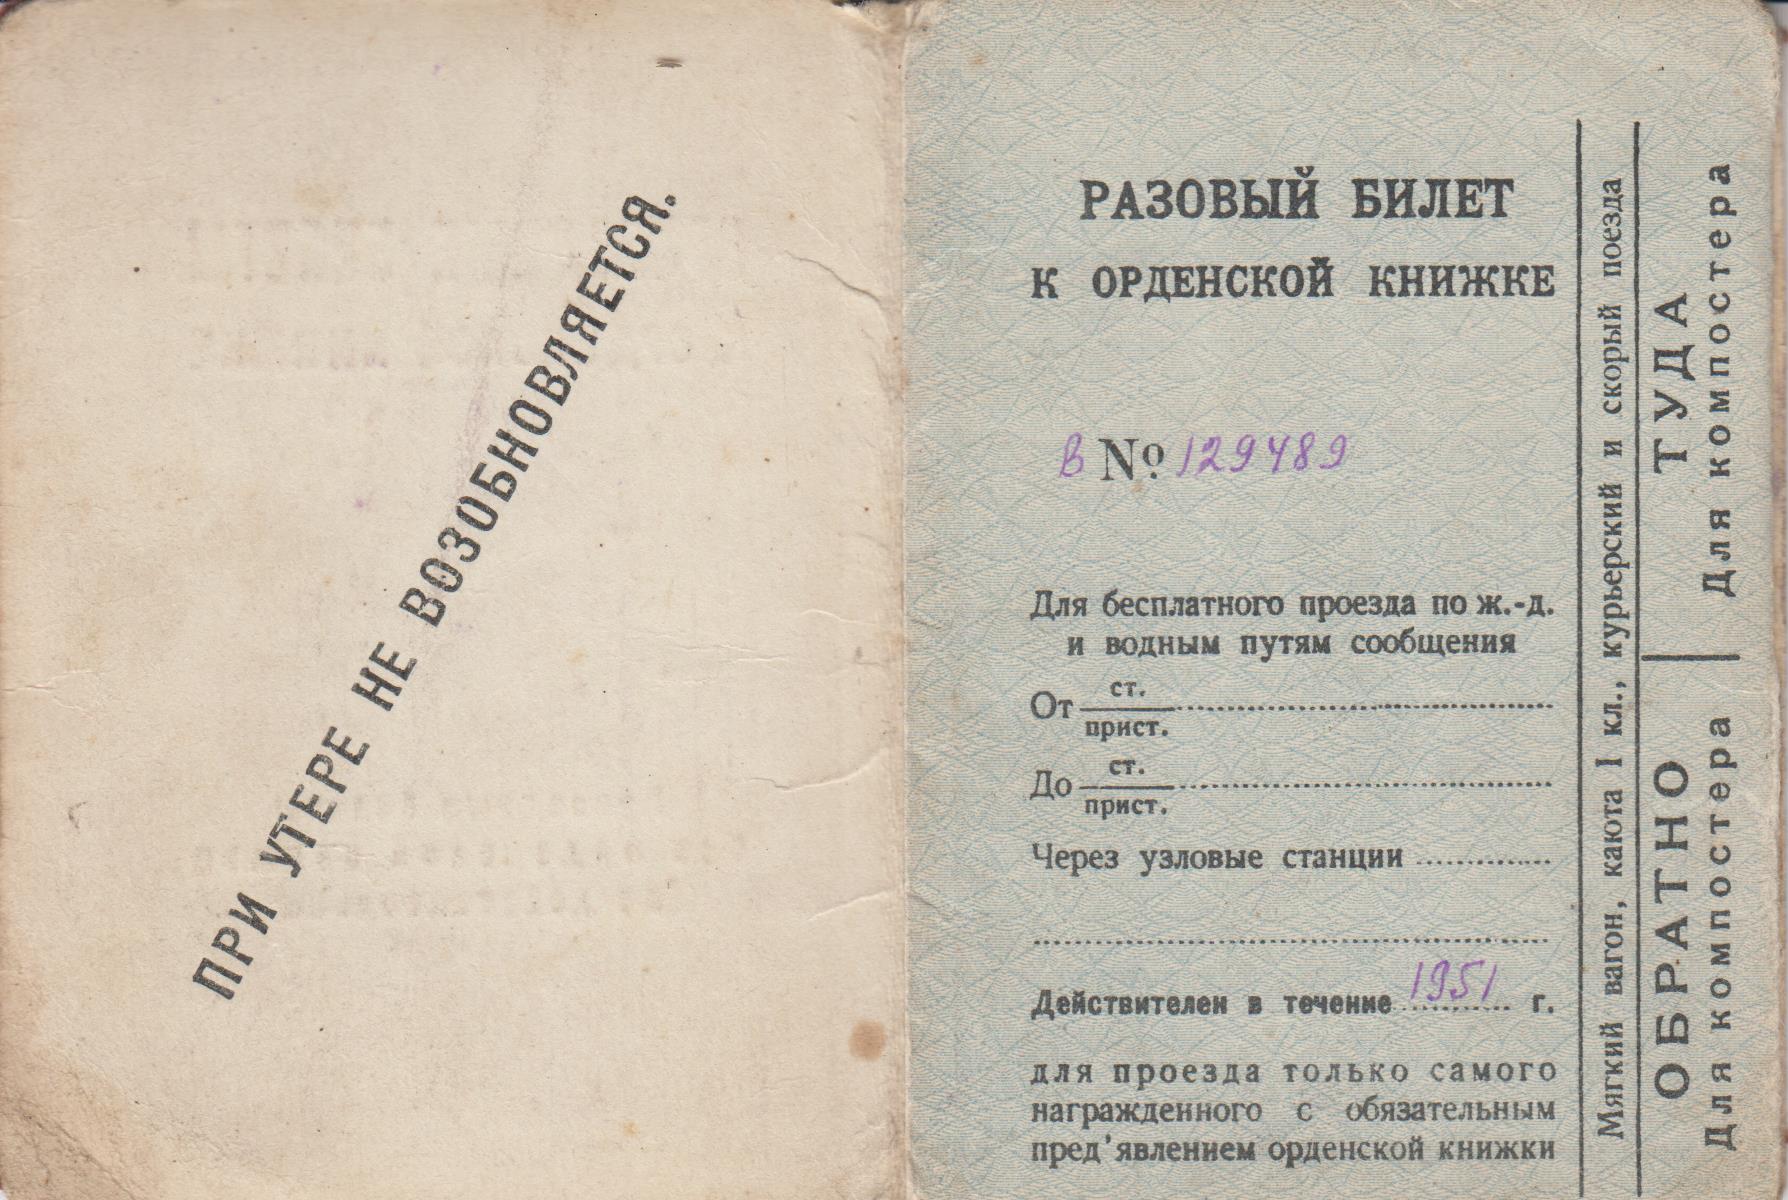 ПРИ УТЕРЕ НЕ ВОЗОБНОВЛЯЕТСЯ.
РАЗОВЫЙ БИЛЕТ
К ОРДЕНСКОЙ КНИЖКЕ
В № 129489
Для бесплатного проезда по ж.-д.
и водным путям сообщения
От ст.
прист.
До ст.
прист.
Через узловые станции
Действителен в течение 1951 г.
для проезда только самого
награжденного с обязательным
пред'явлением орденской книжки
Мягкий вагон, каюта I кл., курьерский и скорый поезда
ТУДА
Для компостера
ОБРАТНО
Для компостера